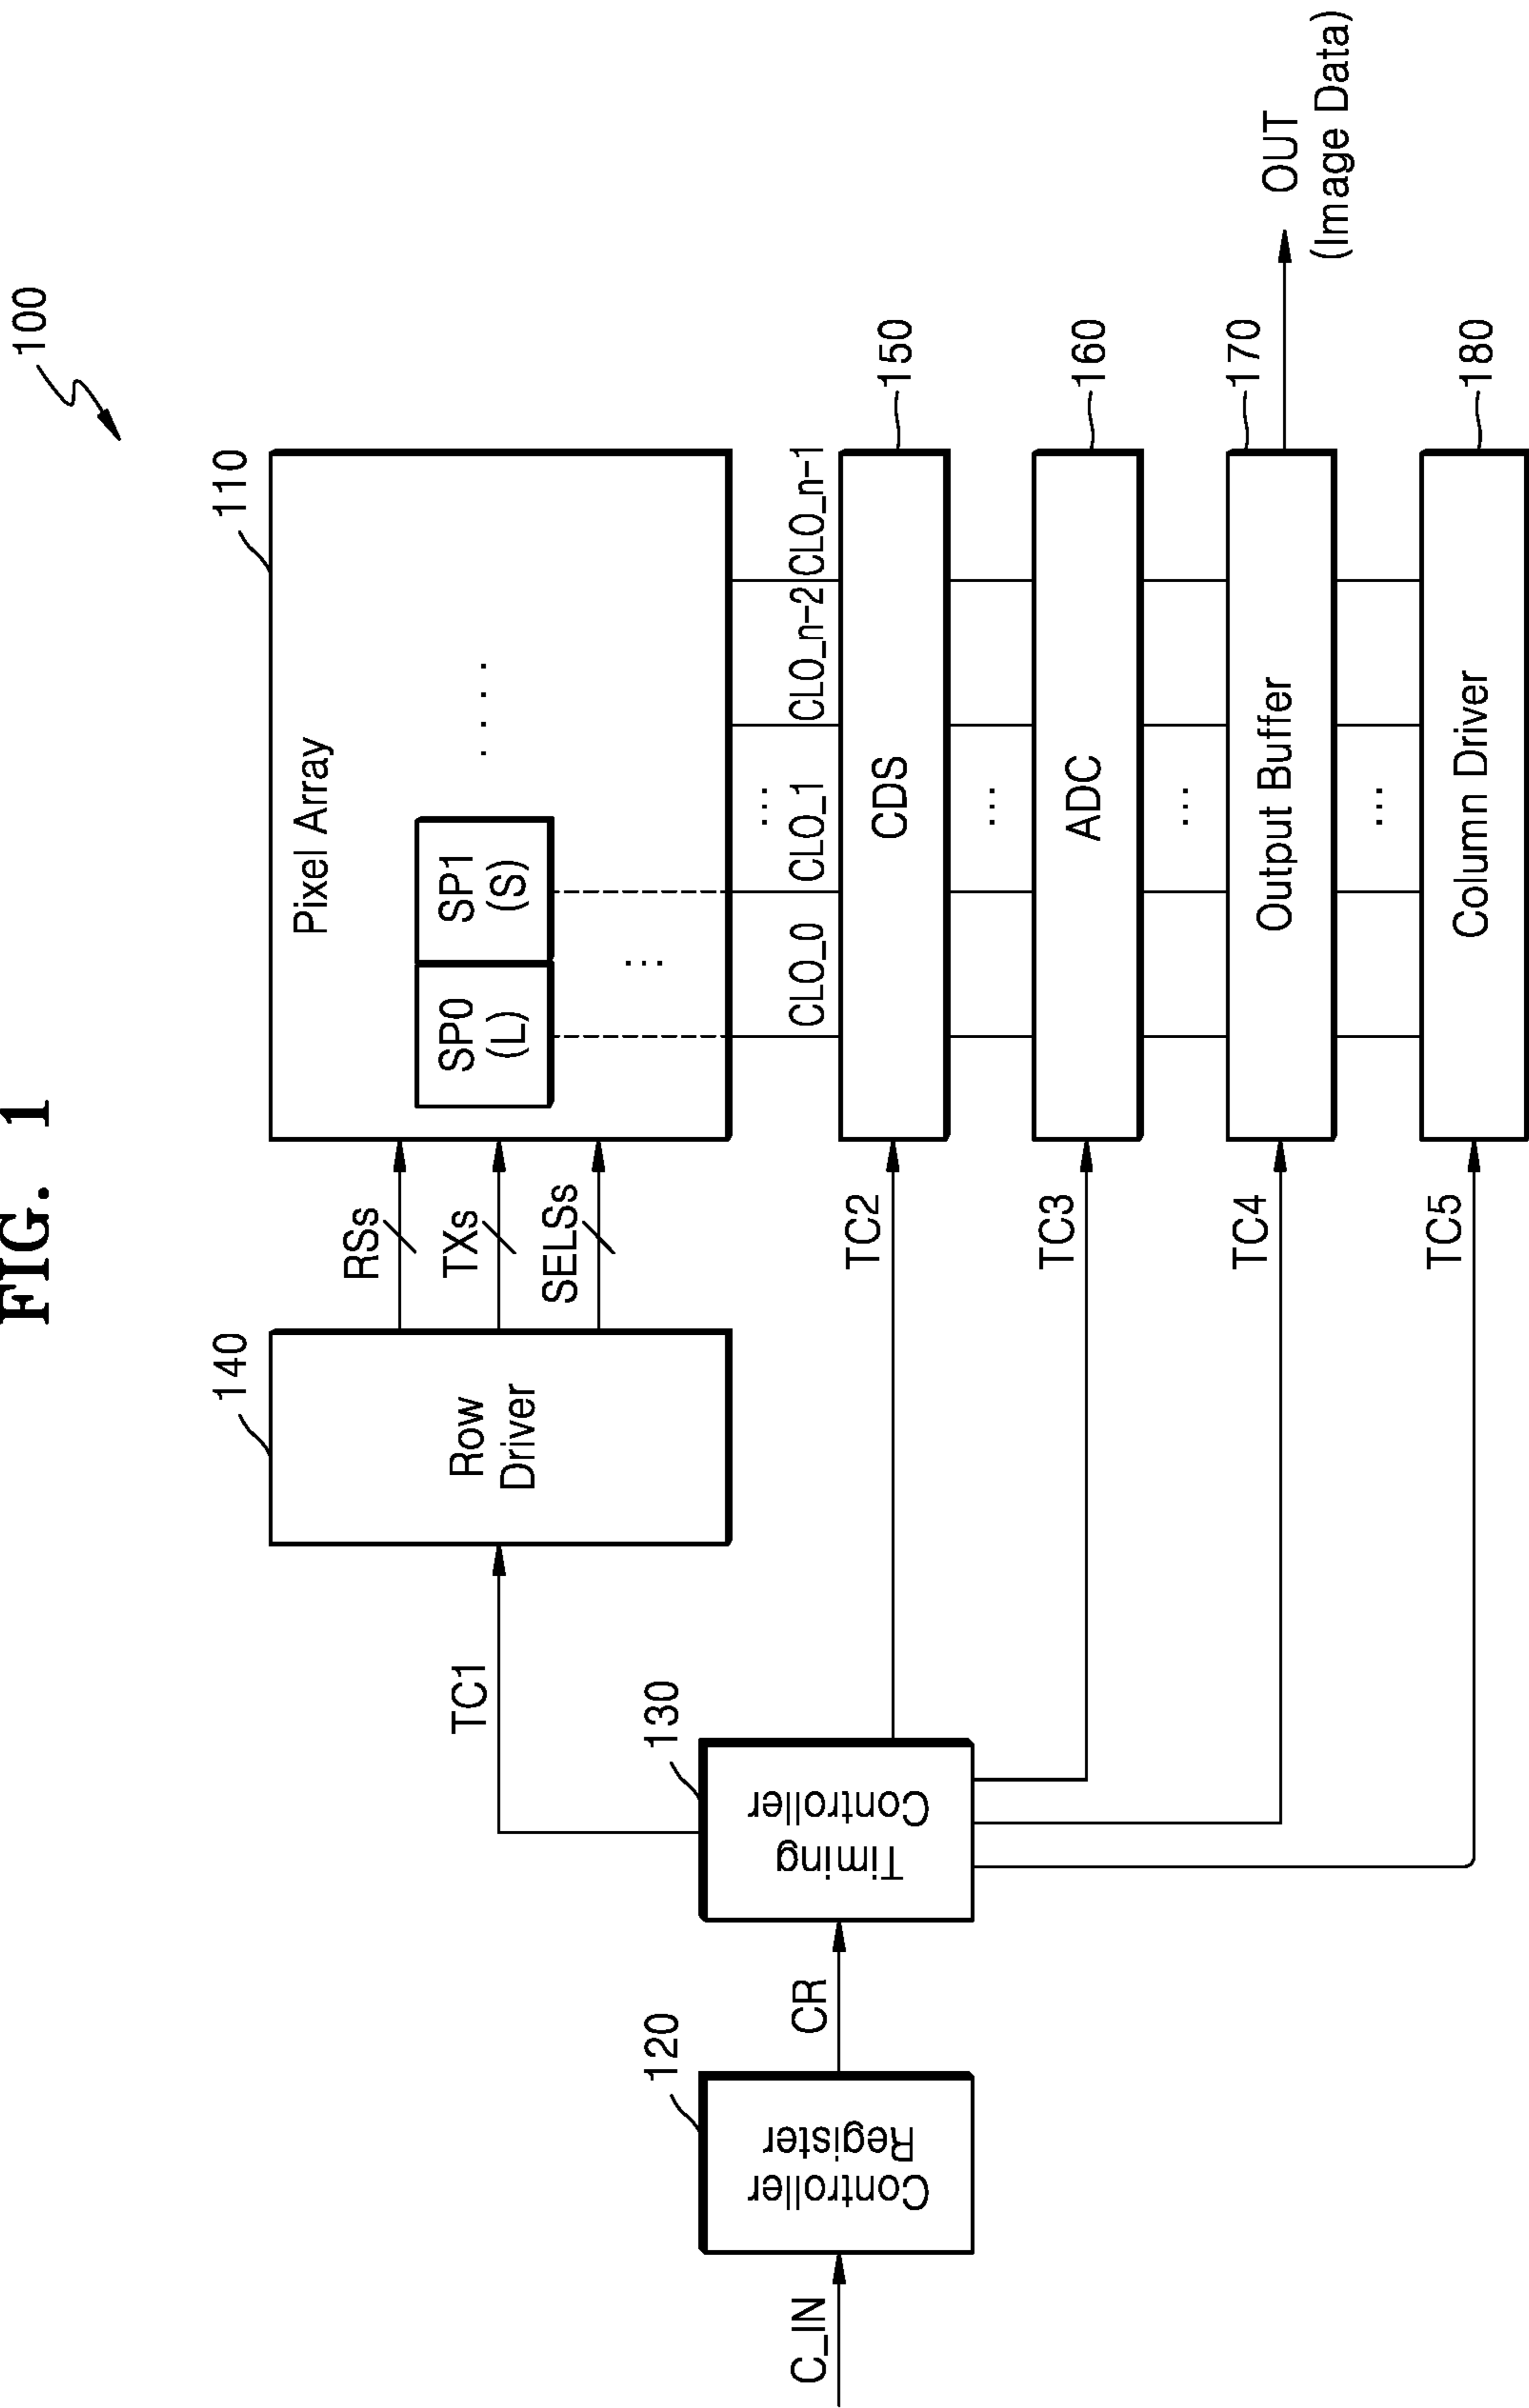 FIG. 1
100
110
Pixel Array
SP0
(L)
SP1
(S)
. . . .
...
140
Row
Driver
RSs
TXs
SELSs
TC1
130
Timing
Controller
120
Controller
Register
C_IN
CR
CLO_0
CLO_1
...
CLO_n-2
CLO_n-1
TC2
CDS
150
...
TC3
ADC
160
...
TC4
Output Buffer
170
OUT
(Image Data)
...
TC5
Column Driver
180